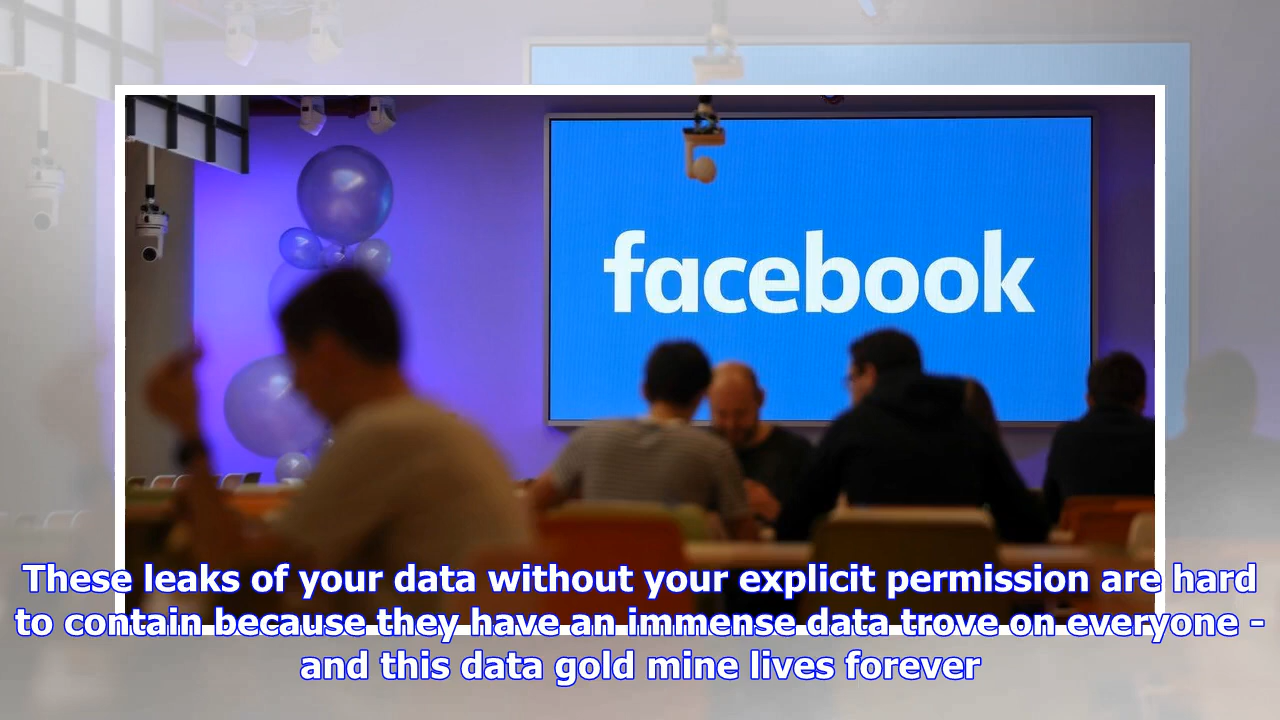 facebook
These leaks of your data without your explicit permission are hard
to contain because they have an immense data trove on everyone -
and this data gold mine lives forever